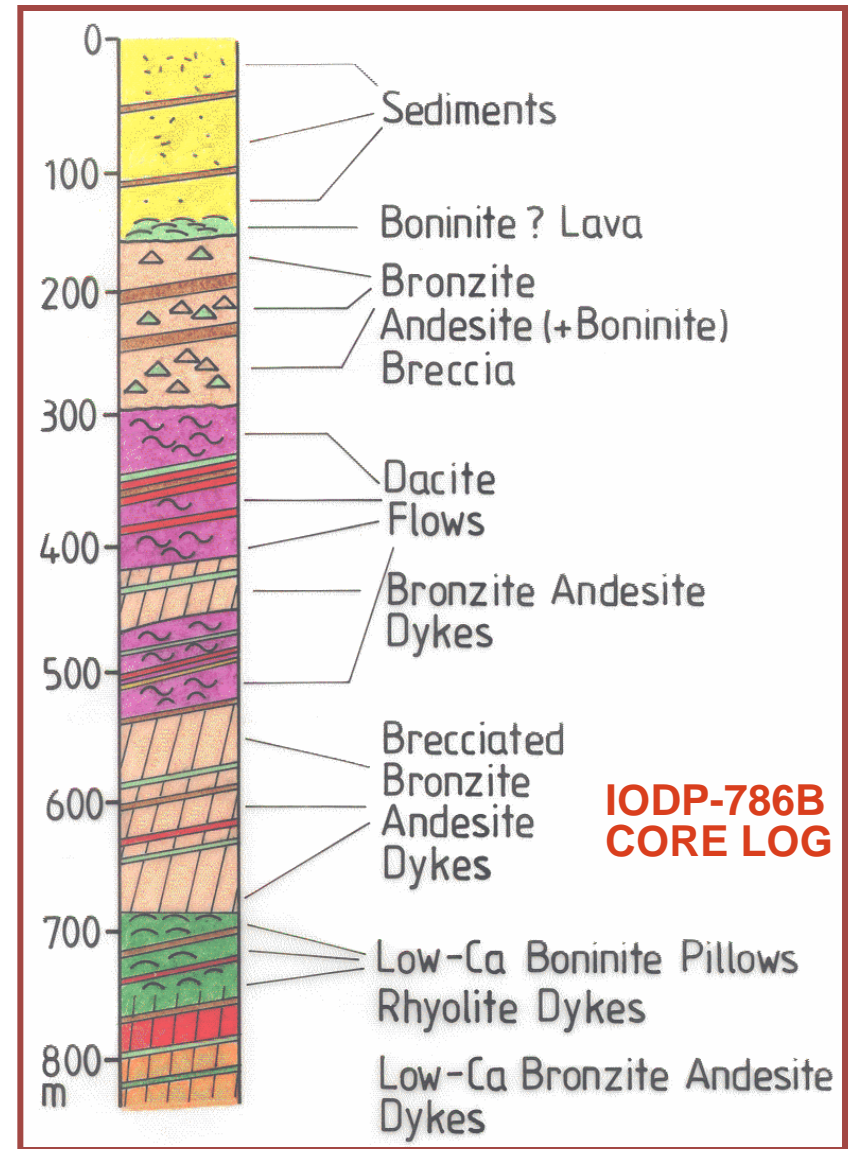 0
Sediments
100
Boninite ? Lava
200
Bronzite
Andesite (+Boninite)
Breccia
300
Dacite
Flows
400
Bronzite Andesite
Dykes
500
Brecciated
Bronzite
Andesite
Dykes
600
IODP-786B
CORE LOG
700
Low-Ca Boninite Pillows
Rhyolite Dykes
800
m
Low-Ca Bronzite Andesite
Dykes